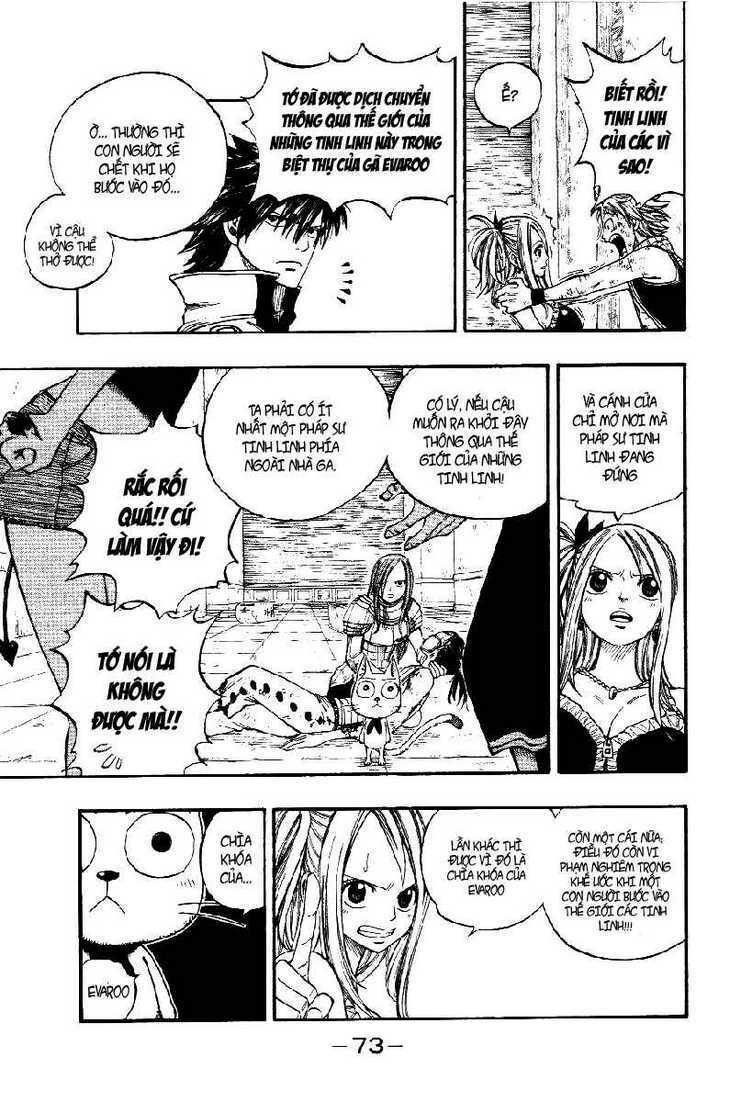 BIẾT RỒI!
TINH LINH
CỦA CÁC VÌ
SAO!
Ể?
TỚ ĐÃ ĐƯỢC DỊCH CHUYỂN
THÔNG QUA THẾ GIỚI CỦA
NHỮNG TINH LINH NÀY TRONG
BIỆT THỰ CỦA GÃ EVAROO
Ờ... THƯỜNG THÌ
CON NGƯỜI SẼ
CHẾT KHI HỌ
BƯỚC VÀO ĐÓ...
VÌ CẬU
KHÔNG THỂ
THỞ ĐƯỢC!
VÀ CÁNH CỬA
CHỈ MỞ NƠI MÀ
PHÁP SƯ TINH
LINH ĐANG
ĐỨNG
CÓ LÝ, NẾU CẬU
MUỐN RA KHỎI ĐÂY
THÔNG QUA THẾ
GIỚI CỦA NHỮNG
TINH LINH!
TA PHẢI CÓ ÍT
NHẤT MỘT PHÁP SƯ
TINH LINH PHÍA
NGOÀI NHÀ GA.
RẮC RỐI
QUÁ!! CỨ
LÀM VẬY ĐI!
TỚ NÓI LÀ
KHÔNG
ĐƯỢC MÀ!!
CÒN MỘT CÁI NỮA;
ĐIỀU ĐÓ CÒN VI
PHẠM NGHIÊM TRỌNG
KHẾ ƯỚC KHI MỘT
CON NGƯỜI BƯỚC VÀO
THẾ GIỚI CÁC TINH
LINH!!!
LẦN KHÁC THÌ
ĐƯỢC VÌ ĐÓ LÀ
CHÌA KHÓA CỦA
EVAROO
CHÌA
KHÓA
CỦA...
EVAROO
—73—